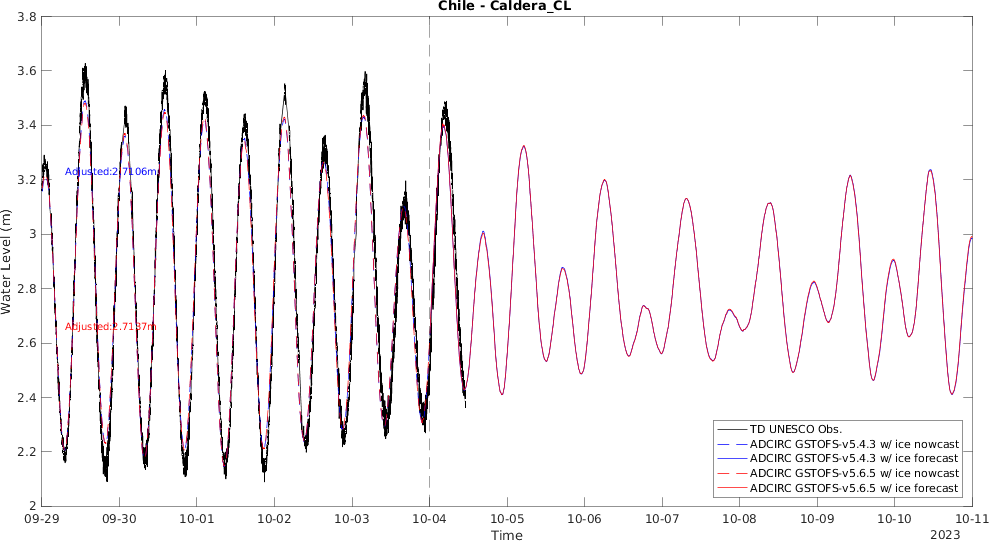 Chile - Caldera_CL
3.8
3.6
3.4
3.2
3
2.8
2.6
2.4
2.2
2
Water Level (m)
Adjusted:2.7106m
Adjusted:2.7137m
TD UNESCO Obs.
ADCIRC GSTOFS-v5.4.3 w/ ice nowcast
ADCIRC GSTOFS-v5.4.3 w/ ice forecast
ADCIRC GSTOFS-v5.6.5 w/ ice nowcast
ADCIRC GSTOFS-v5.6.5 w/ ice forecast
09-29 09-30 10-01 10-02 10-03 10-04 10-05 10-06 10-07 10-08 10-09 10-10 10-11
Time
2023